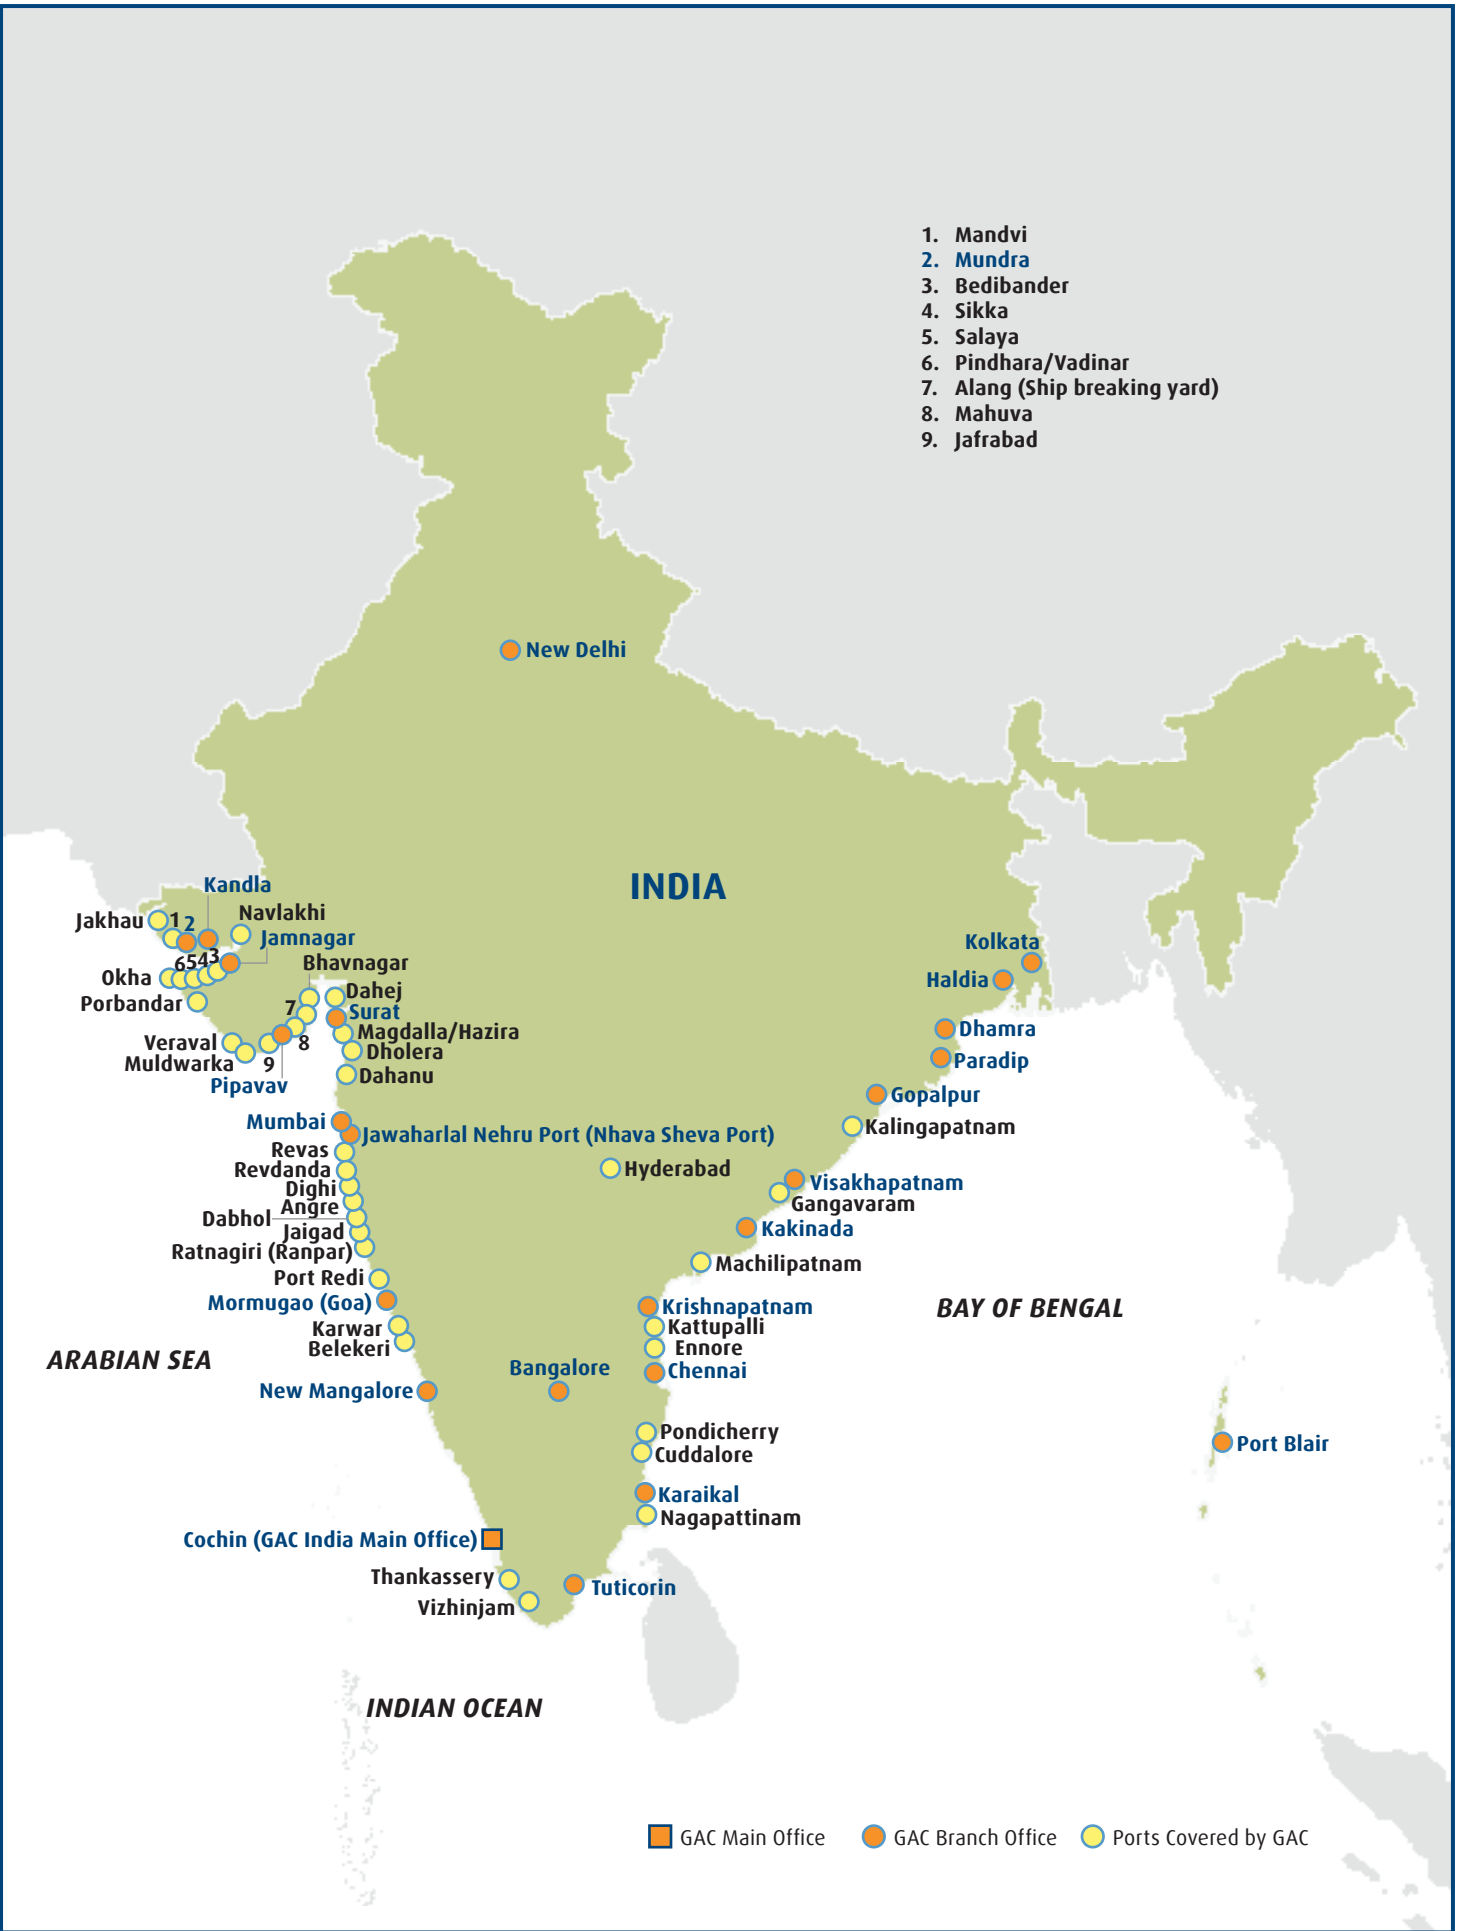 1. Mandvi
2. Mundra
3. Bedibander
4. Sikka
5. Salaya
6. Pindhara/Vadinar
7. Alang (Ship breaking yard)
8. Mahuva
9. Jafrabad
New Delhi
INDIA
Kandla
Jakhau
1
2
Navlakhi
Jamnagar
3
6
5
4
Bhavnagar
Okha
Porbandar
Dahej
7
Surat
Magdalla/Hazira
Veraval
8
Dholera
Muldwarka
9
Dahanu
Pipavav
Kolkata
Haldia
Dhamra
Paradip
Gopalpur
Kalingapatnam
Mumbai
Jawaharlal Nehru Port (Nhava Sheva Port)
Revas
Revdanda
Hyderabad
Dighi
Visakhapatnam
Angre
Gangavaram
Dabhol
Jaigad
Kakinada
Ratnagiri (Ranpar)
Machilipatnam
Port Redi
Mormugao (Goa)
Krishnapatnam
BAY OF BENGAL
Karwar
Kattupalli
Belekeri
Ennore
ARABIAN SEA
Bangalore
Chennai
New Mangalore
Pondicherry
Port Blair
Cuddalore
Karaikal
Nagapattinam
Cochin (GAC India Main Office)
Thankassery
Tuticorin
Vizhinjam
INDIAN OCEAN
GAC Main Office
GAC Branch Office
Ports Covered by GAC